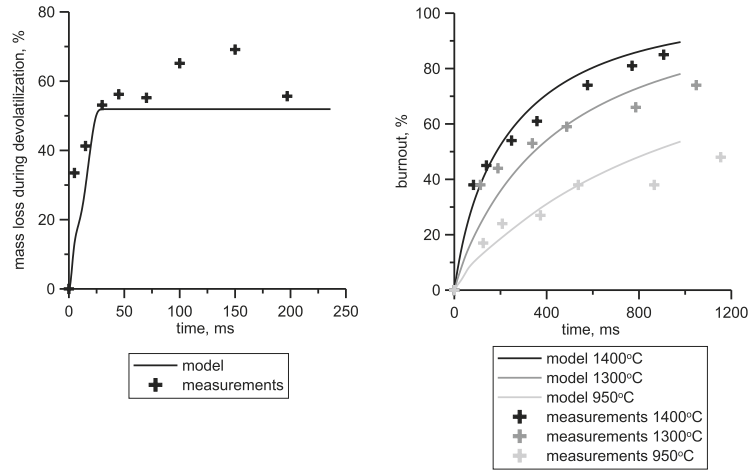 80
60
40
20
0
mass loss during devolatilization, %
0 50 100 150 200 250
time, ms
model
measurements
100
80
60
40
20
0
burnout, %
0 400 800 1200
time, ms
model 1400°C
model 1300°C
model 950°C
measurements 1400°C
measurements 1300°C
measurements 950°C